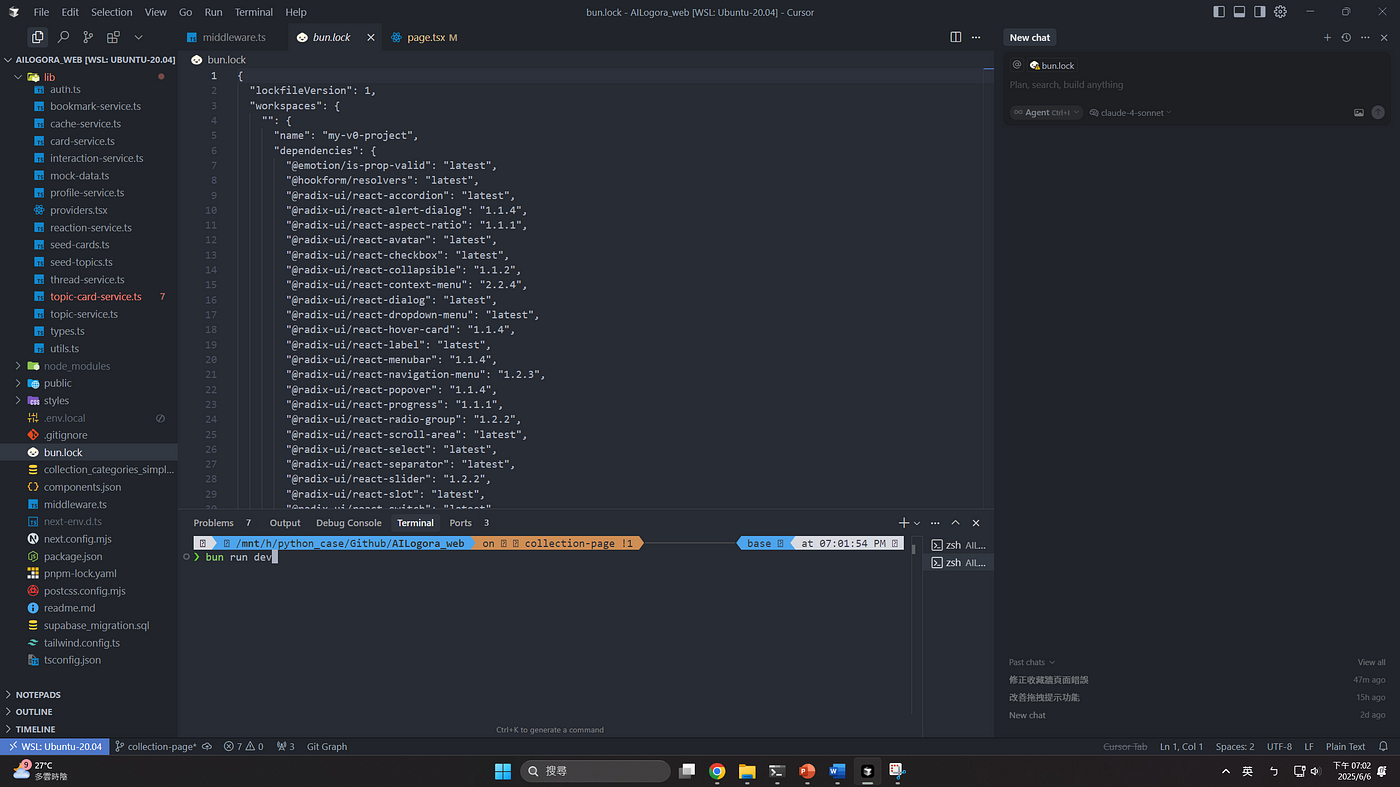 File Edit Selection View Go Run Terminal Help
bun.lock - AILogora_web [WSL: Ubuntu-20.04] - Cursor
middleware.ts
bun.lock
page.tsx M
AILOGORA_WEB [WSL: UBUNTU-20.04]
lib
auth.ts
bookmark-service.ts
cache-service.ts
card-service.ts
interaction-service.ts
mock-data.ts
profile-service.ts
providers.tsx
reaction-service.ts
seed-cards.ts
seed-topics.ts
thread-service.ts
topic-card-service.ts 7
topic-service.ts
types.ts
utils.ts
node_modules
public
styles
.env.local
.gitignore
bun.lock
collection_categories_simpl...
components.json
middleware.ts
next-env.d.ts
next.config.mjs
package.json
pnpm-lock.yaml
postcss.config.mjs
readme.md
supabase_migration.sql
tailwind.config.ts
tsconfig.json
NOTEPADS
OUTLINE
TIMELINE
bun.lock
1 {
2 "lockfileVersion": 1,
3 "workspaces": {
4 "": {
5 "name": "my-v0-project",
6 "dependencies": {
7 "@emotion/is-prop-valid": "latest",
8 "@hookform/resolvers": "latest",
9 "@radix-ui/react-accordion": "latest",
10 "@radix-ui/react-alert-dialog": "1.1.4",
11 "@radix-ui/react-aspect-ratio": "1.1.1",
12 "@radix-ui/react-avatar": "latest",
13 "@radix-ui/react-checkbox": "latest",
14 "@radix-ui/react-collapsible": "1.1.2",
15 "@radix-ui/react-context-menu": "2.2.4",
16 "@radix-ui/react-dialog": "latest",
17 "@radix-ui/react-dropdown-menu": "latest",
18 "@radix-ui/react-hover-card": "1.1.4",
19 "@radix-ui/react-label": "latest",
20 "@radix-ui/react-menubar": "1.1.4",
21 "@radix-ui/react-navigation-menu": "1.2.3",
22 "@radix-ui/react-popover": "1.1.4",
23 "@radix-ui/react-progress": "1.1.1",
24 "@radix-ui/react-radio-group": "1.2.2",
25 "@radix-ui/react-scroll-area": "latest",
26 "@radix-ui/react-select": "latest",
27 "@radix-ui/react-separator": "latest",
28 "@radix-ui/react-slider": "1.2.2",
29 "@radix-ui/react-slot": "latest",
30 "@radix-ui/react-switch": "latest",
Problems 7 Output Debug Console Terminal Ports 3
/mnt/h/python_case/Github/AILogora_web on collection-page !1 base at 07:01:54 PM
❯ bun run dev
zsh AIL...
zsh AIL...
Ctrl+K to generate a command
New chat
@ bun.lock
Plan, search, build anything
Agent Ctrl+I claude-4-sonnet
Past chats View all
修正收藏牆頁面錯誤 47m ago
改善拖拽提示功能 15h ago
New chat 2d ago
WSL: Ubuntu-20.04 collection-page* 7 0 3 Git Graph
Cursor Tab Ln 1, Col 1 Spaces: 2 UTF-8 LF Plain Text
9 27°C
多雲時陰
搜尋
英
下午 07:02
2025/6/6